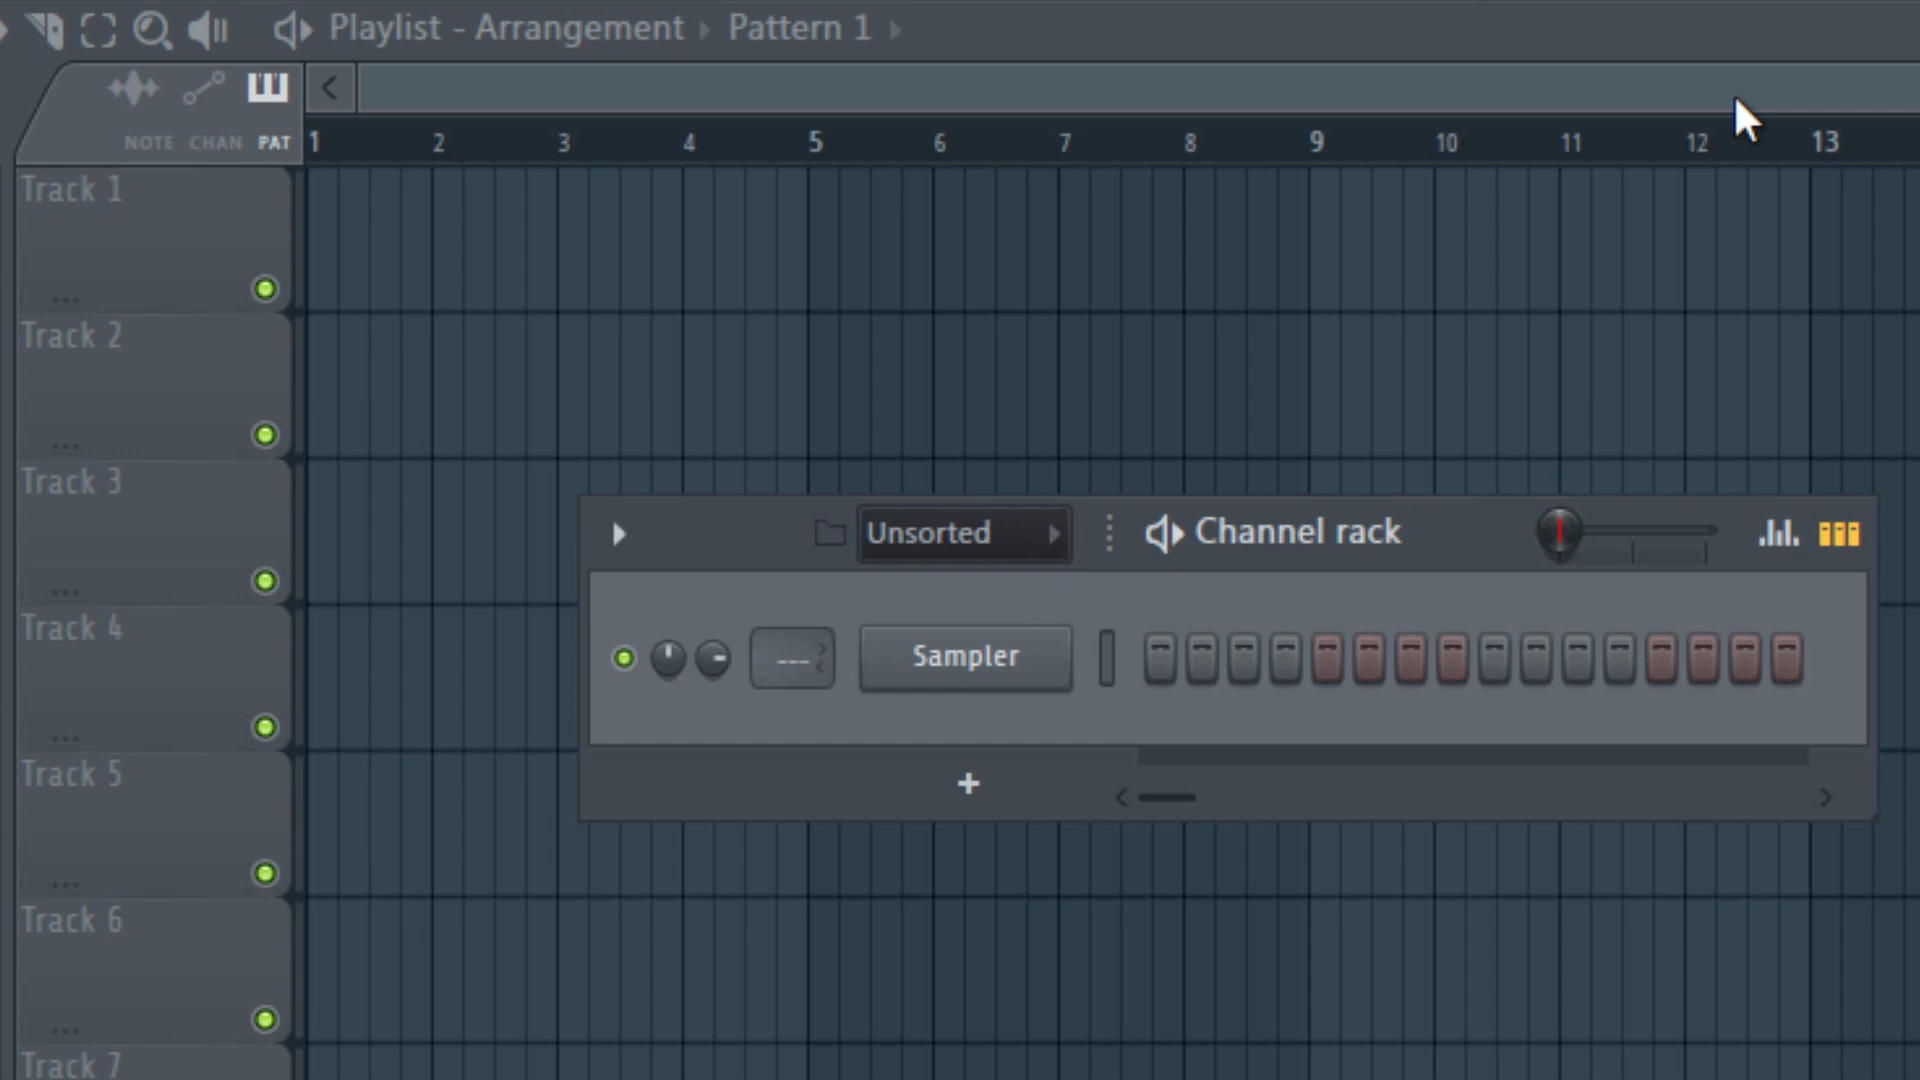 Playlist - Arrangement Pattern 1
NOTE CHAN PAT
1 2 3 4 5 6 7 8 9 10 11 12 13
Track 1
...
Track 2
...
Track 3
...
Unsorted
Channel rack
Track 4
...
---
Sampler
Track 5
...
+
Track 6
...
Track 7